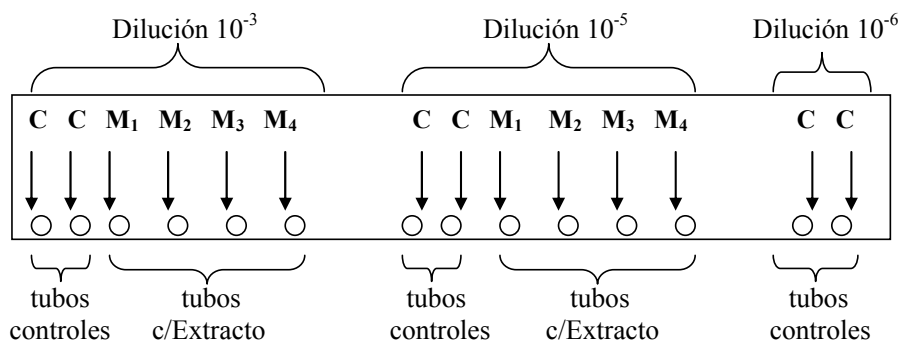 Dilución 10⁻³ Dilución 10⁻⁵ Dilución 10⁻⁶
C C M₁ M₂ M₃ M₄ C C M₁ M₂ M₃ M₄ C C
tubos tubos tubos tubos tubos
controles c/Extracto controles c/Extracto controles